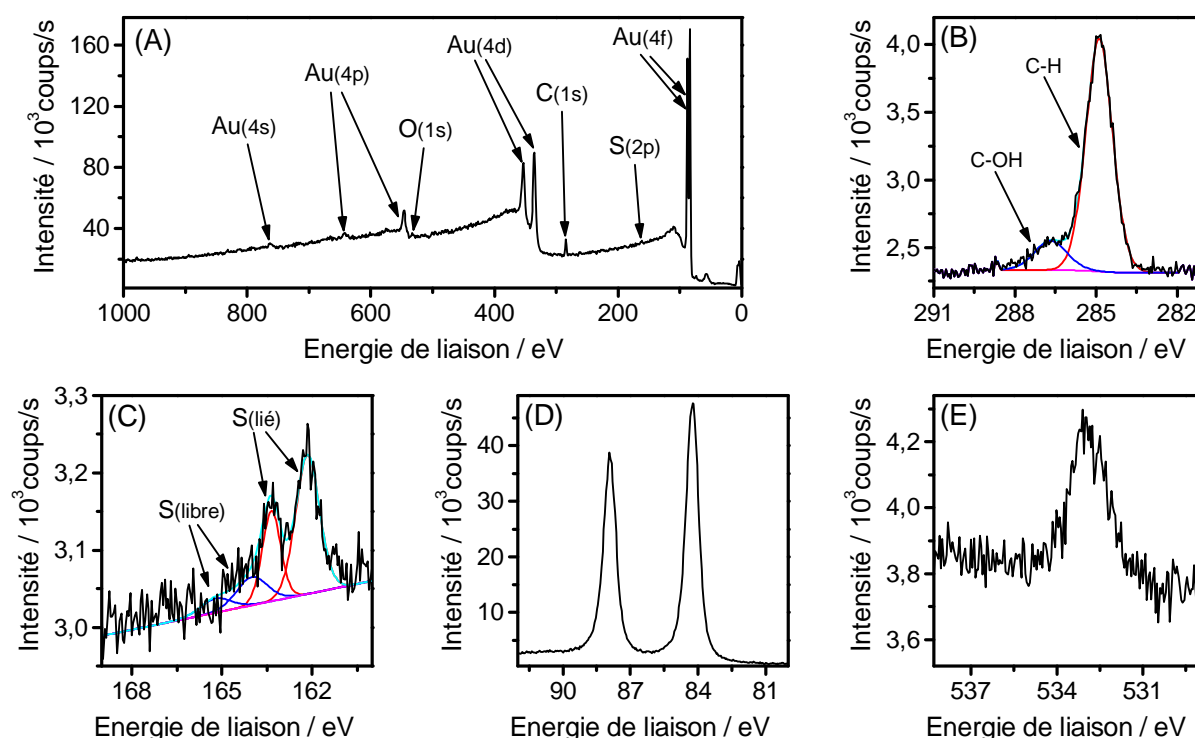 (A)
Au(4s)
Au(4p)
O(1s)
Au(4d)
C(1s)
S(2p)
Au(4f)
160
120
80
40
Intensité / 10³coups/s
1000
800
600
400
200
0
Energie de liaison / eV
(B)
C-H
C-OH
4,0
3,5
3,0
2,5
Intensité / 10³coups/s
291
288
285
282
Energie de liaison / eV
(C)
S(lié)
S(libre)
3,3
3,2
3,1
3,0
Intensité / 10³coups/s
168
165
162
Energie de liaison / eV
(D)
40
30
20
10
Intensité / 10³coups/s
90
87
84
81
Energie de liaison / eV
(E)
4,2
4,0
3,8
3,6
Intensité / 10³coups/s
537
534
531
Energie de liaison / eV